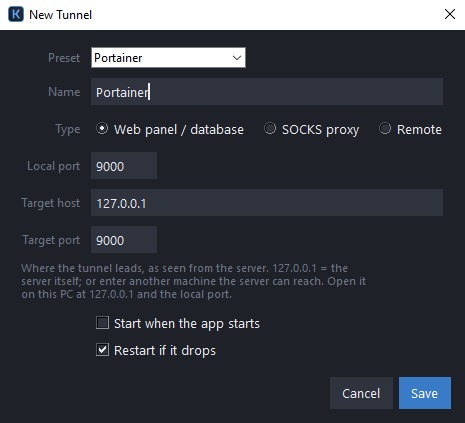 K New Tunnel
Preset Portainer
Name Portainer
Type Web panel / database SOCKS proxy Remote
Local port 9000
Target host 127.0.0.1
Target port 9000
Where the tunnel leads, as seen from the server. 127.0.0.1 = the
server itself; or enter another machine the server can reach. Open it
on this PC at 127.0.0.1 and the local port.
Start when the app starts
Restart if it drops
Cancel Save